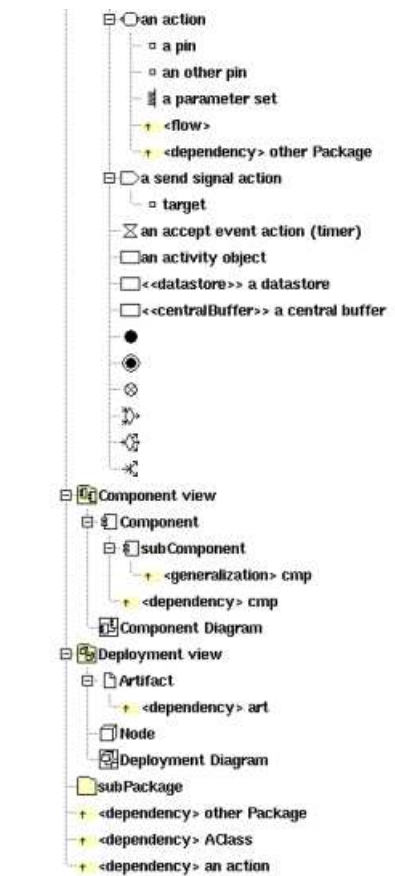 an action
a pin
an other pin
a parameter set
<flow>
<dependency> other Package
a send signal action
target
an accept event action (timer)
an activity object
<<datastore>> a datastore
<<centralBuffer>> a central buffer
Component view
Component
subComponent
<generalization> cmp
<dependency> cmp
Component Diagram
Deployment view
Artifact
<dependency> art
Node
Deployment Diagram
subPackage
<dependency> other Package
<dependency> AClass
<dependency> an action